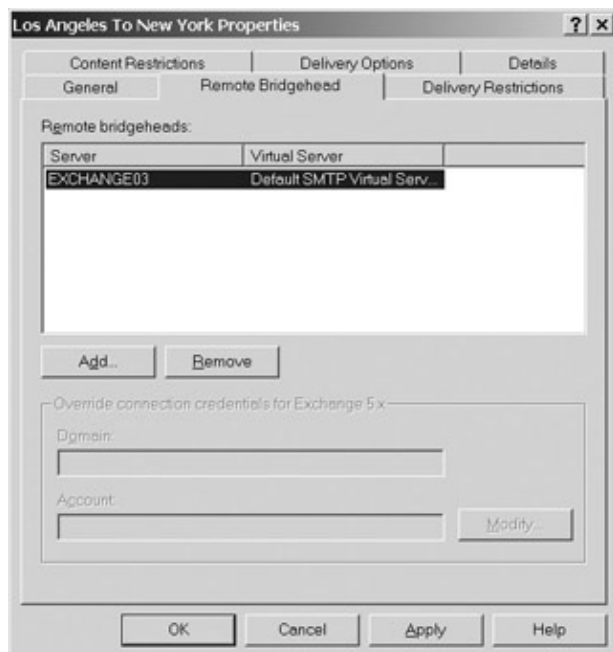 Los Angeles To New York Properties
Content Restrictions Delivery Options Details
General Remote Bridgehead Delivery Restrictions
Remote bridgeheads:
Server Virtual Server
EXCHANGE03 Default SMTP Virtual Serv...
Add... Remove
Override connection credentials for Exchange 5.x
Domain:
Account:
Modify...
OK Cancel Apply Help